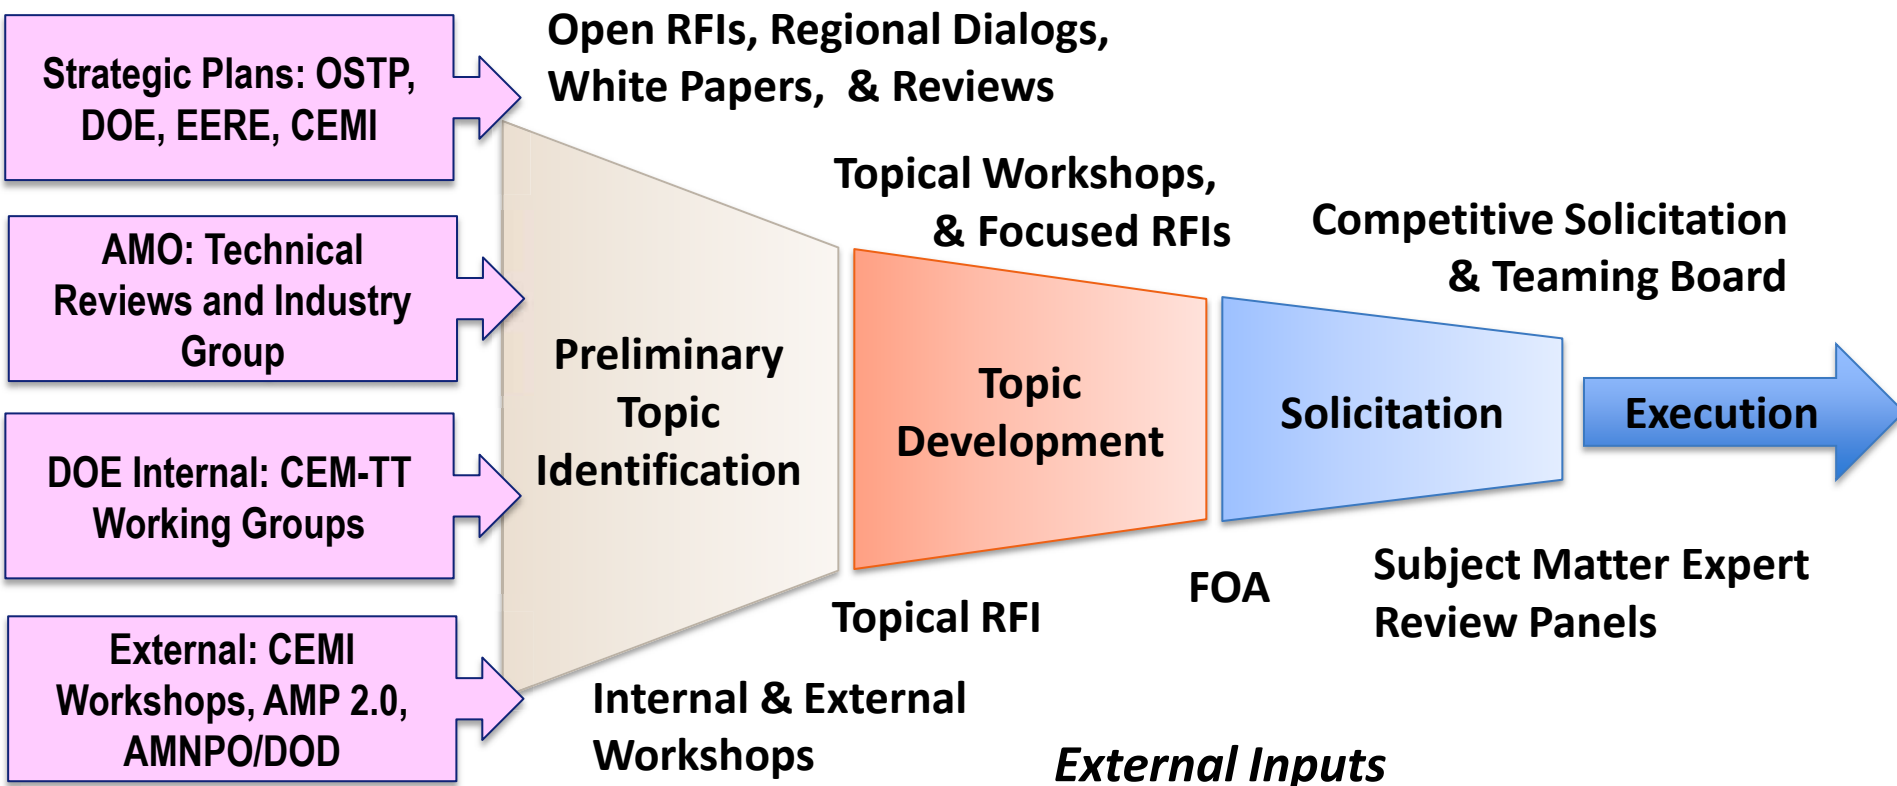 Strategic Plans: OSTP,
DOE, EERE, CEMI
AMO: Technical
Reviews and Industry
Group
DOE Internal: CEM-TT
Working Groups
External: CEMI
Workshops, AMP 2.0,
AMNPO/DOD
Open RFIs, Regional Dialogs,
White Papers, & Reviews
Preliminary
Topic
Identification
Internal & External
Workshops
Topical Workshops,
& Focused RFIs
Topic
Development
Topical RFI
Competitive Solicitation
& Teaming Board
Solicitation
FOA
Subject Matter Expert
Review Panels
Execution
External Inputs